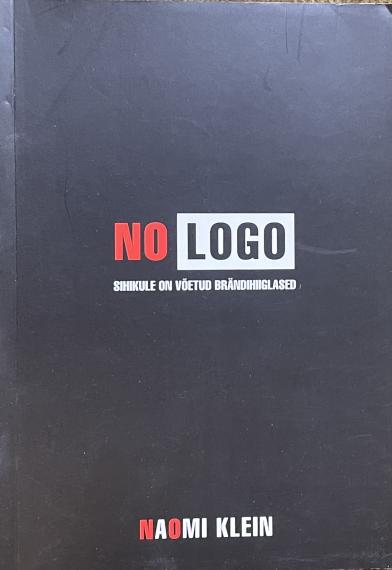 NO LOGO
SIHIKULE ON VÕETUD BRÄNDIHIIGLASED
NAOMI KLEIN